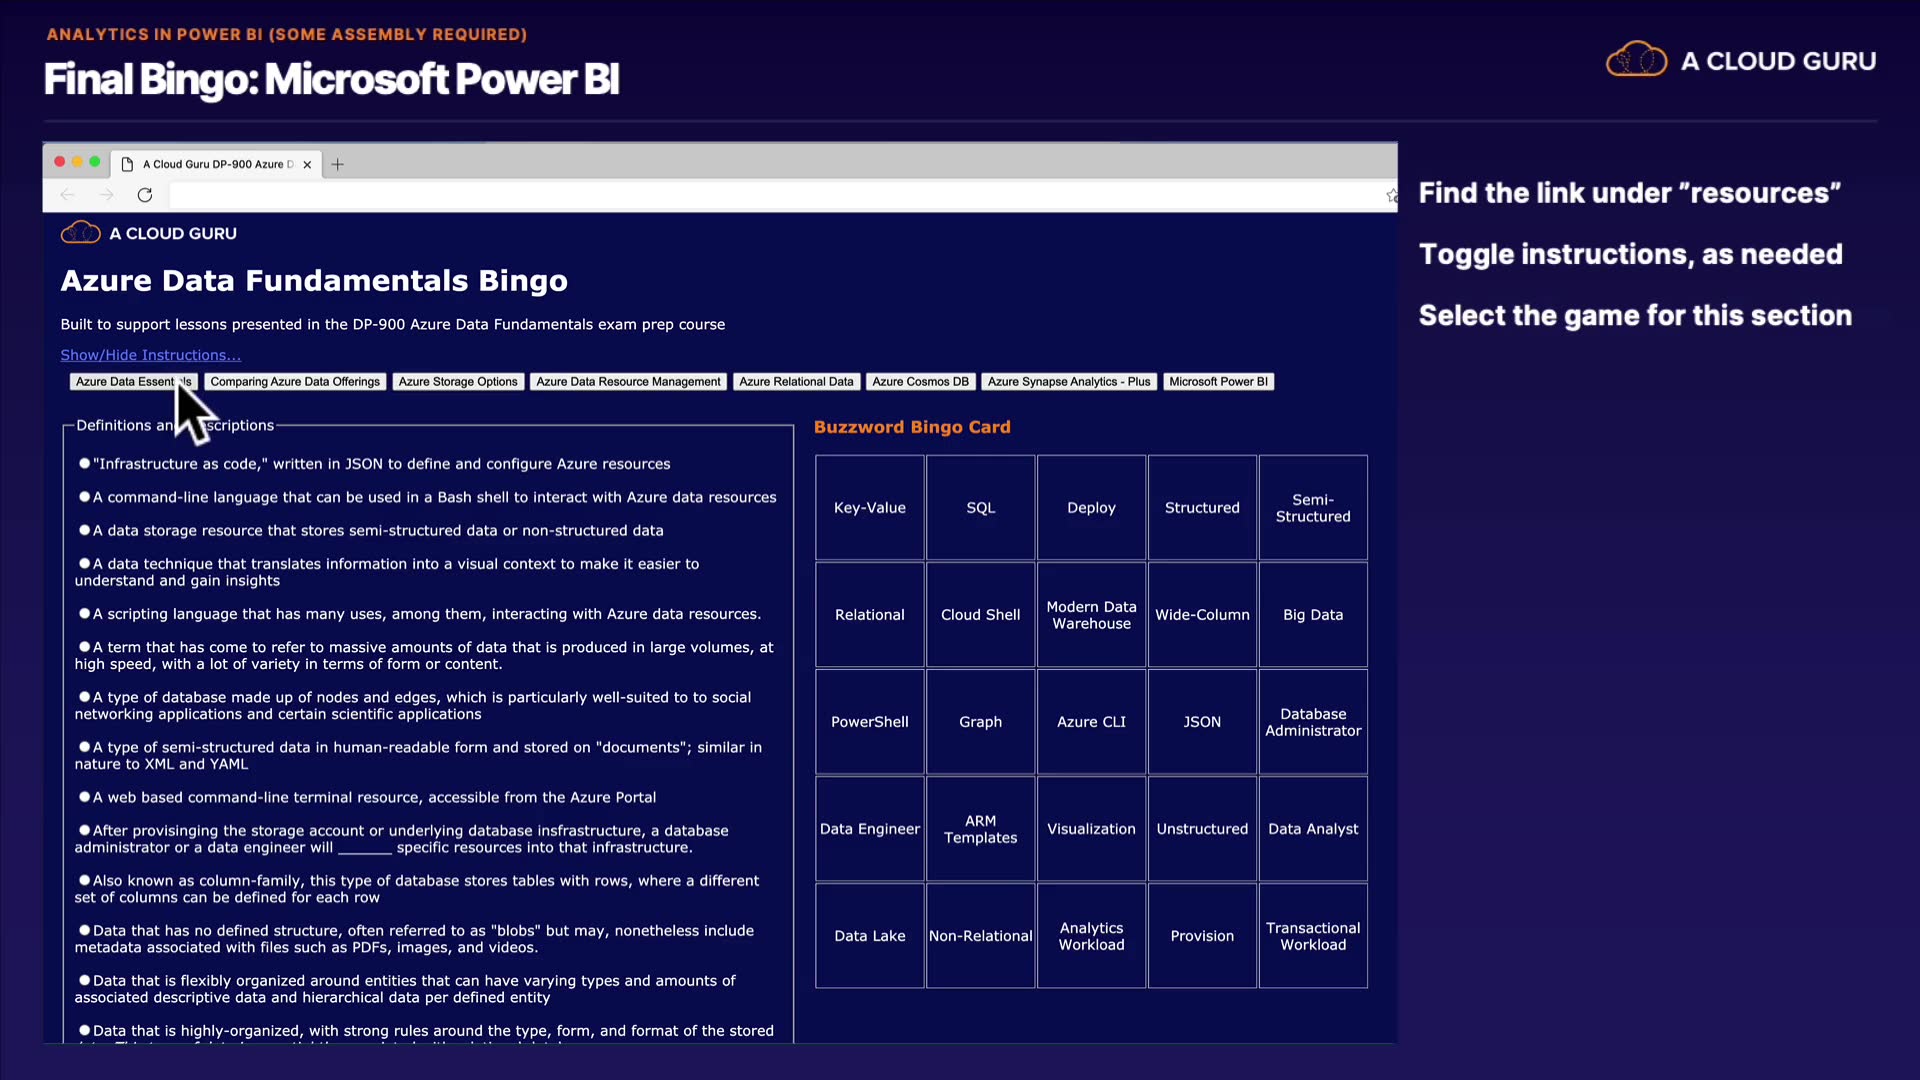 ANALYTICS IN POWER BI (SOME ASSEMBLY REQUIRED)
Final Bingo: Microsoft Power BI
A CLOUD GURU
A Cloud Guru DP-900 Azure D
Find the link under "resources"
Toggle instructions, as needed
Select the game for this section
A CLOUD GURU
Azure Data Fundamentals Bingo
Built to support lessons presented in the DP-900 Azure Data Fundamentals exam prep course
Show/Hide Instructions...
Azure Data Essentials
Comparing Azure Data Offerings
Azure Storage Options
Azure Data Resource Management
Azure Relational Data
Azure Cosmos DB
Azure Synapse Analytics - Plus
Microsoft Power BI
Definitions and Descriptions
"Infrastructure as code," written in JSON to define and configure Azure resources
A command-line language that can be used in a Bash shell to interact with Azure data resources
A data storage resource that stores semi-structured data or non-structured data
A data technique that translates information into a visual context to make it easier to
understand and gain insights
A scripting language that has many uses, among them, interacting with Azure data resources.
A term that has come to refer to massive amounts of data that is produced in large volumes, at
high speed, with a lot of variety in terms of form or content.
A type of database made up of nodes and edges, which is particularly well-suited to to social
networking applications and certain scientific applications
A type of semi-structured data in human-readable form and stored on "documents"; similar in
nature to XML and YAML
A web based command-line terminal resource, accessible from the Azure Portal
After provisinging the storage account or underlying database insfrastructure, a database
administrator or a data engineer will _______ specific resources into that infrastructure.
Also known as column-family, this type of database stores tables with rows, where a different
set of columns can be defined for each row
Data that has no defined structure, often referred to as "blobs" but may, nonetheless include
metadata associated with files such as PDFs, images, and videos.
Data that is flexibly organized around entities that can have varying types and amounts of
associated descriptive data and hierarchical data per defined entity
Data that is highly-organized, with strong rules around the type, form, and format of the stored
Buzzword Bingo Card
Key-Value
SQL
Deploy
Structured
Semi-
Structured
Relational
Cloud Shell
Modern Data
Warehouse
Wide-Column
Big Data
PowerShell
Graph
Azure CLI
JSON
Database
Administrator
Data Engineer
ARM
Templates
Visualization
Unstructured
Data Analyst
Data Lake
Non-Relational
Analytics
Workload
Provision
Transactional
Workload